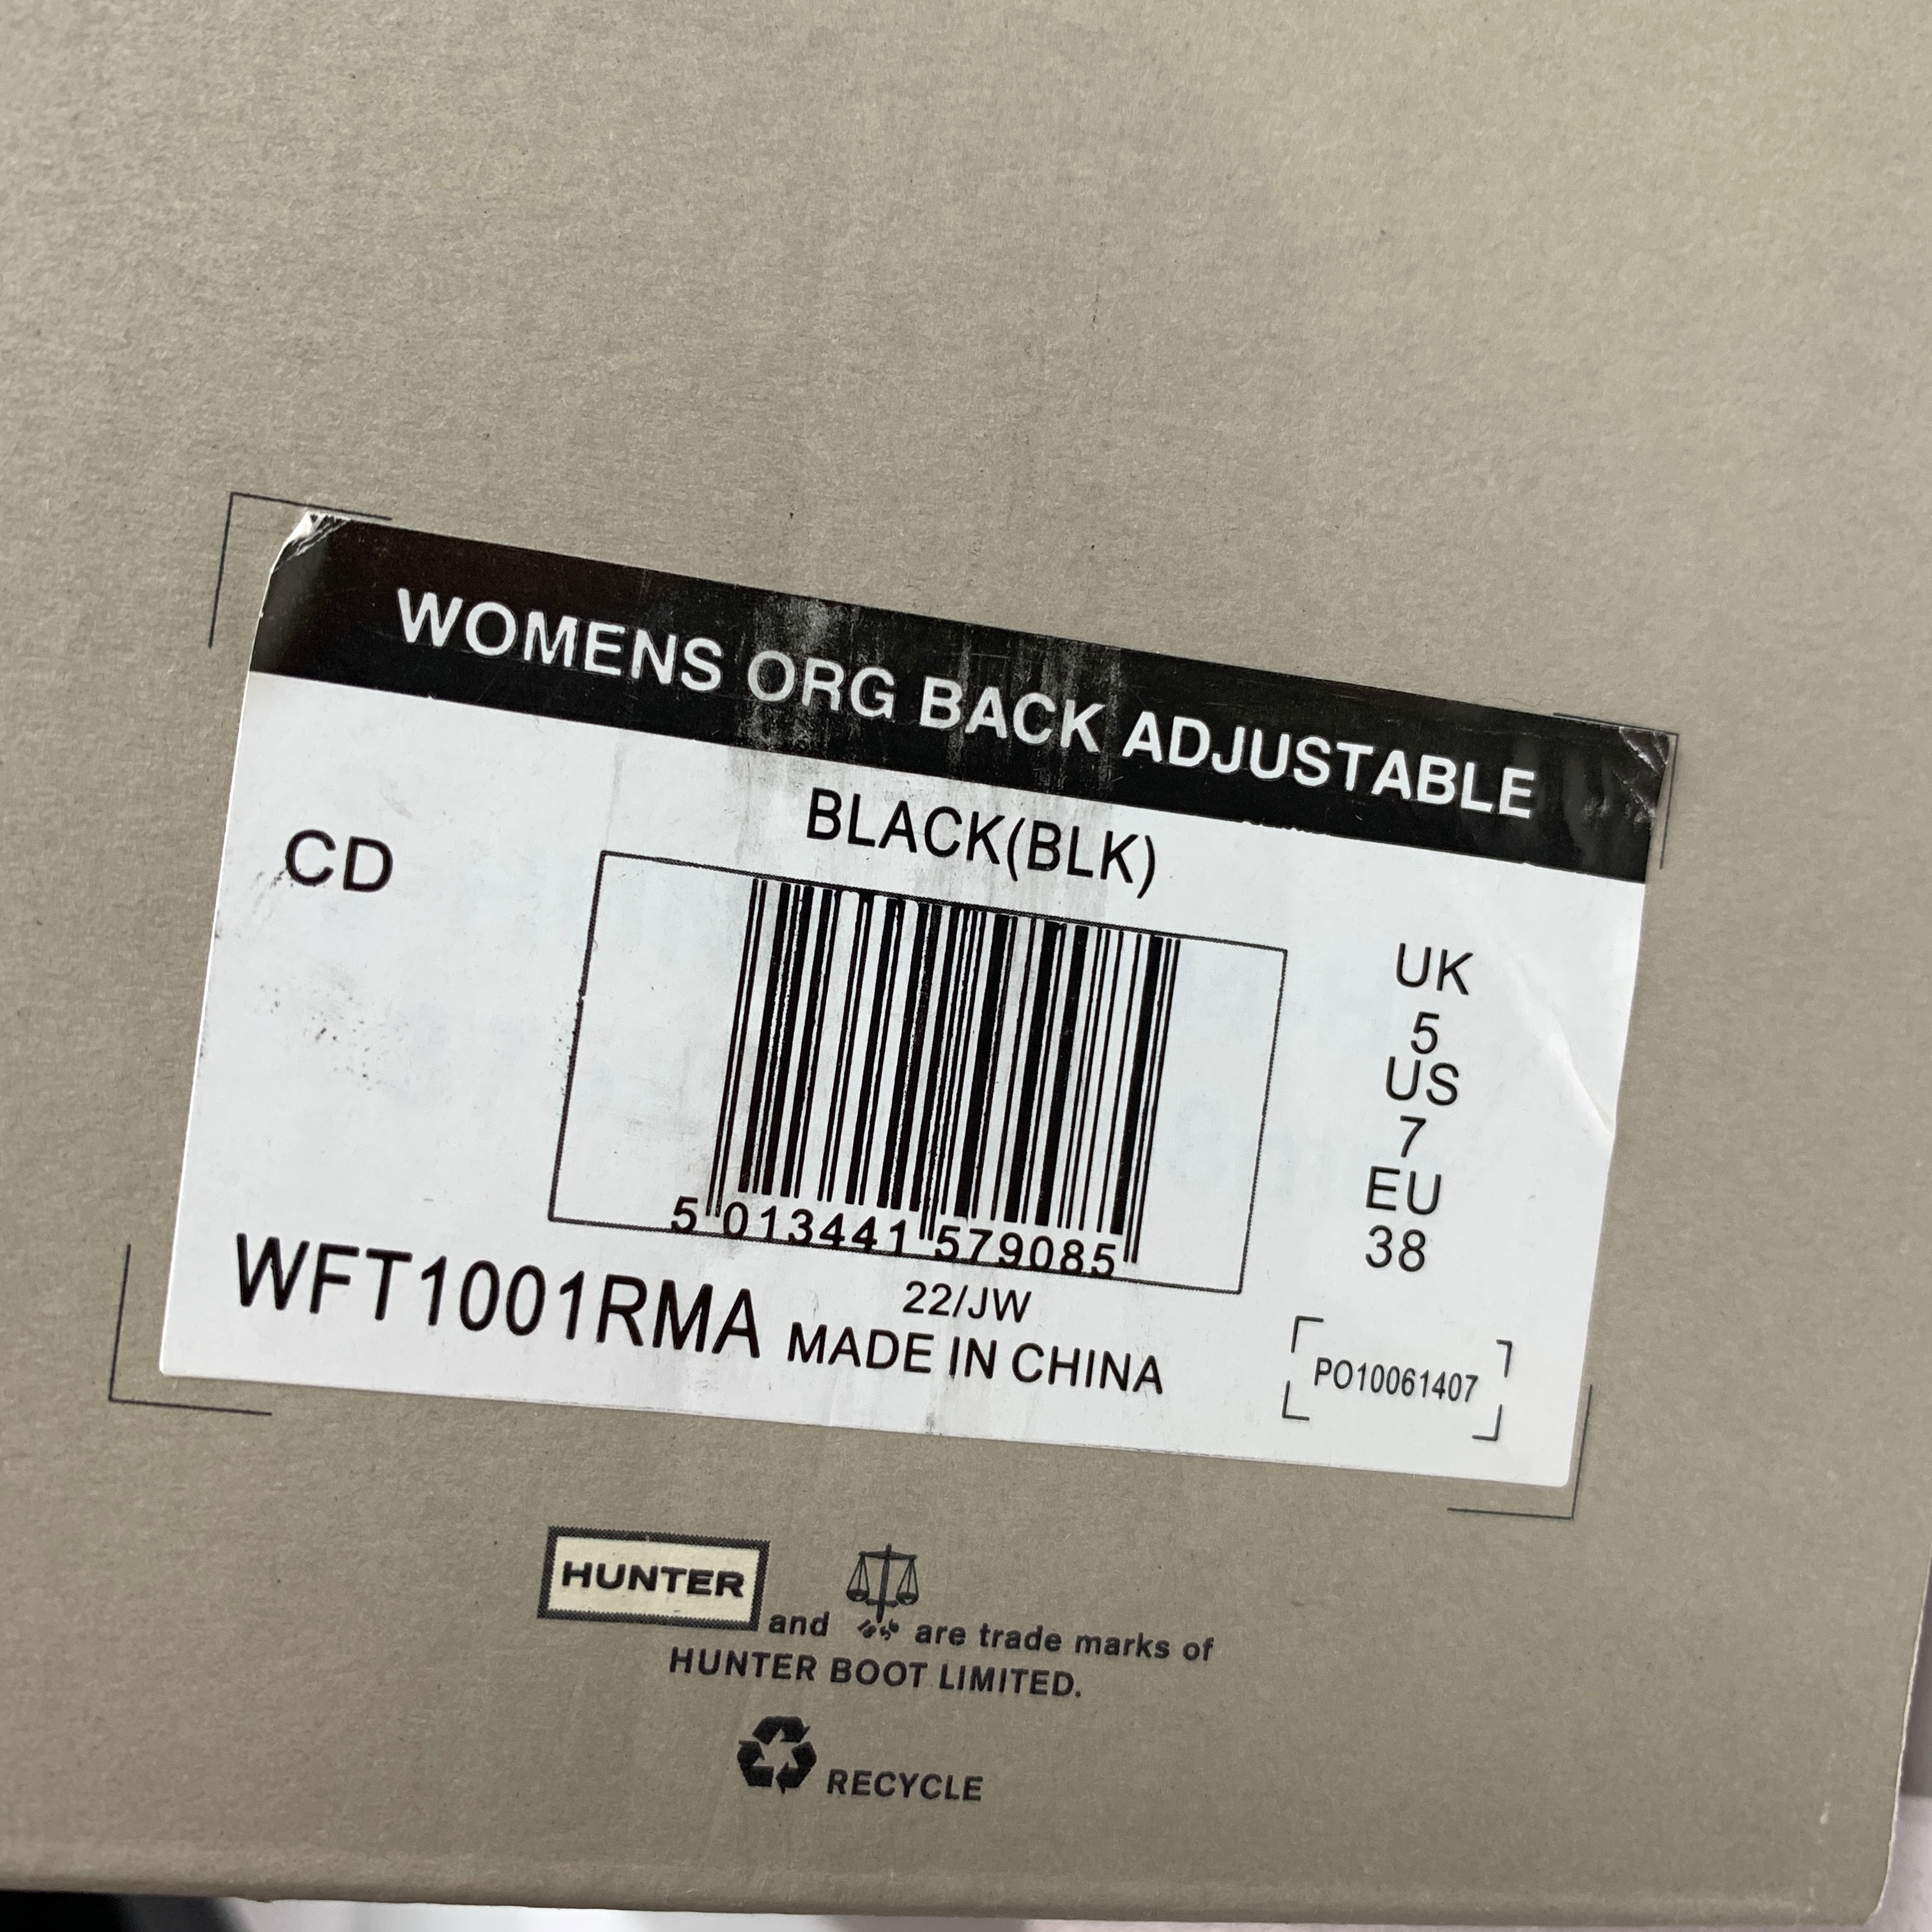 WOMENS ORG BACK ADJUSTABLE
BLACK(BLK)
CD
UK
5
US
7
EU
38
5 013441 579085
22/JW
WFT1001RMA MADE IN CHINA
PO10061407
HUNTER and are trade marks of
HUNTER BOOT LIMITED.
RECYCLE